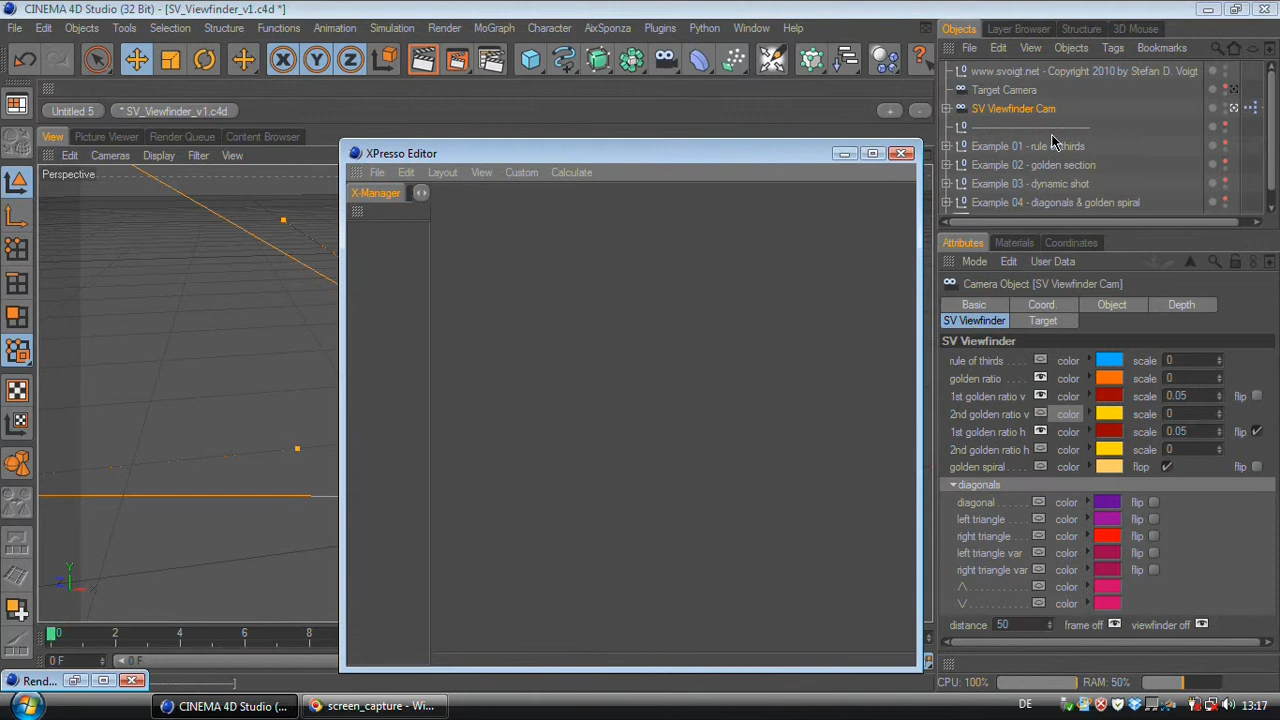 CINEMA 4D Studio (32 Bit) - [SV_Viewfinder_v1.c4d *]
File Edit Objects Tools Selection Structure Functions Animation Simulation Render MoGraph Character AixSponza Plugins Python Window Help
Untitled 5 * SV_Viewfinder_v1.c4d
View Picture Viewer Render Queue Content Browser
Edit Cameras Display Filter View
Perspective
XPresso Editor
File Edit Layout View Custom Calculate
X-Manager
Y
Z X
0 2 4 6 8
0 F 0 F
Objects Layer Browser Structure 3D Mouse
File Edit View Objects Tags Bookmarks
www.svoigt.net - Copyright 2010 by Stefan D. Voigt
Target Camera
SV Viewfinder Cam
Example 01 - rule thirds
Example 02 - golden section
Example 03 - dynamic shot
Example 04 - diagonals & golden spiral
Attributes Materials Coordinates
Mode Edit User Data
Camera Object [SV Viewfinder Cam]
Basic Coord. Object Depth
SV Viewfinder Target
SV Viewfinder
rule of thirds . . . . color scale 0
golden ratio . . . . color scale 0
1st golden ratio v color scale 0.05 flip
2nd golden ratio v color scale 0
1st golden ratio h color scale 0.05 flip
2nd golden ratio h color scale 0
golden spiral . . . . color flop flip
diagonals
diagonal . . . . . . color flip
left triangle . . . . color flip
right triangle . . . color flip
left triangle var color flip
right triangle var color flip
/\ . . . . . . . . . . color
\/ . . . . . . . . . . color
distance 50 frame off viewfinder off
CPU: 100% RAM: 50%
Rend...
CINEMA 4D Studio (... screen_capture - Wi... DE 13:17